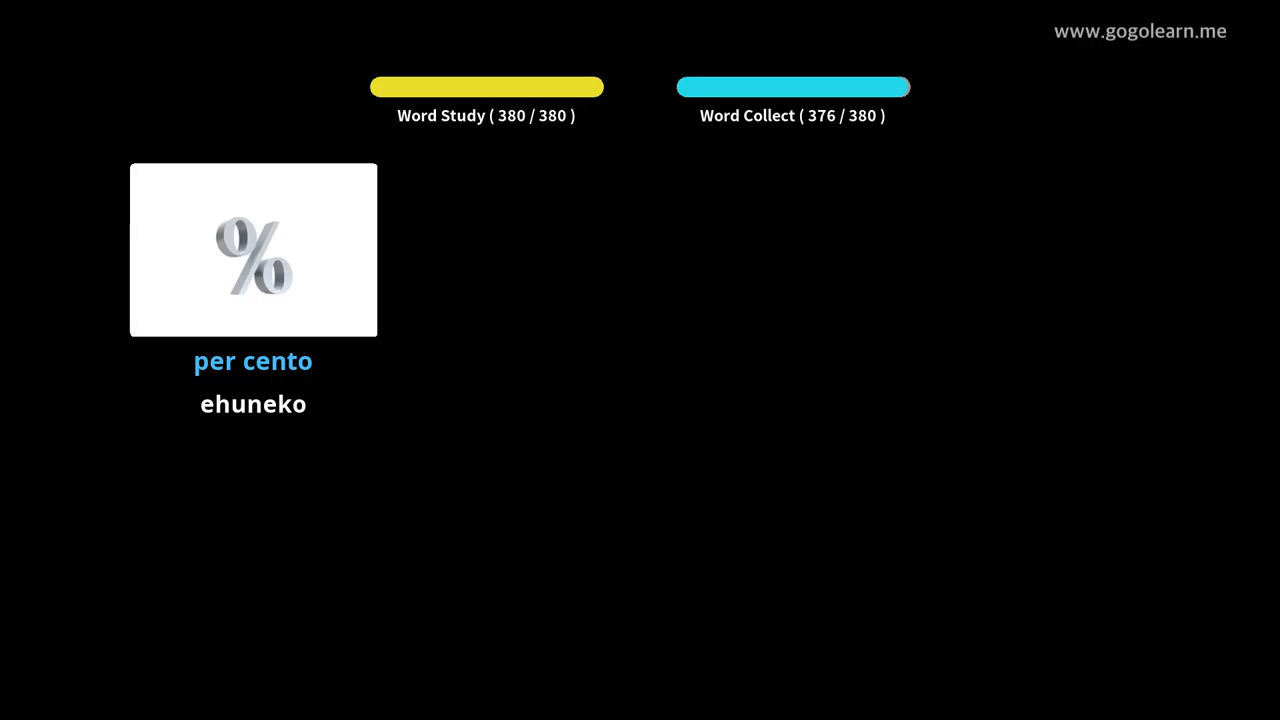 www.gogolearn.me
Word Study ( 380 / 380 )
Word Collect ( 376 / 380 )
%
per cento
ehuneko